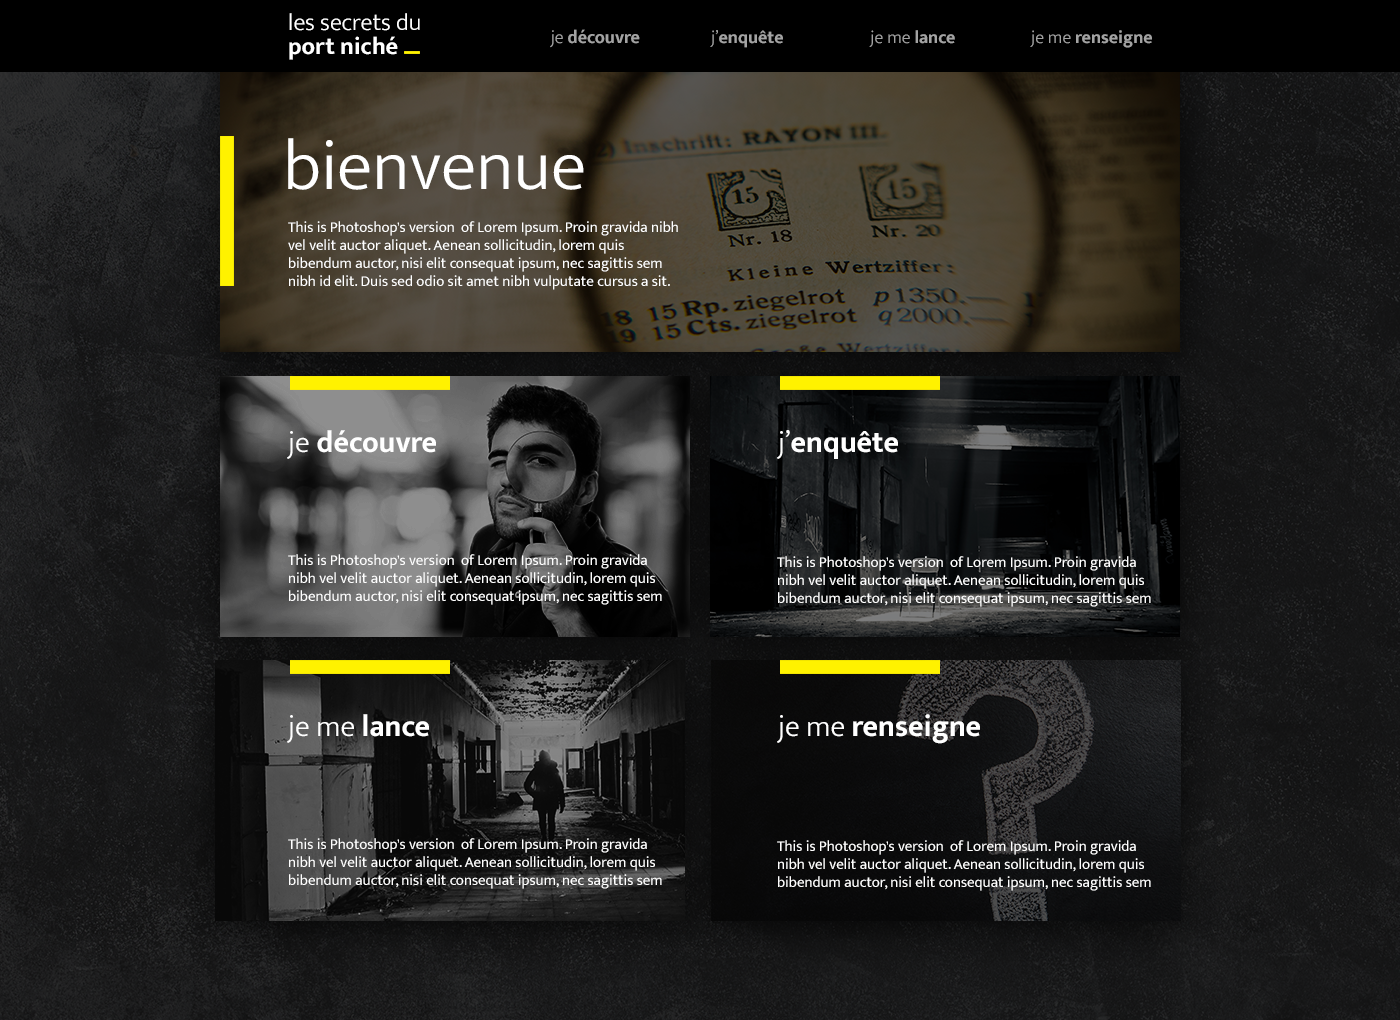 les secrets du
port niché
je découvre
j’enquête
je me lance
je me renseigne
bienvenue
This is Photoshop's version  of Lorem Ipsum. Proin gravida nibh
vel velit auctor aliquet. Aenean sollicitudin, lorem quis
bibendum auctor, nisi elit consequat ipsum, nec sagittis sem
nibh id elit. Duis sed odio sit amet nibh vulputate cursus a sit.
) Inschrift: RAYON III.
15
15
Nr. 18
Nr. 20
Kleine Wertziffer:
18 15 Rp. ziegelrot p 1350.—
19 15 Cts. ziegelrot q 2000.—
Große Wertziffer:
je découvre
This is Photoshop's version  of Lorem Ipsum. Proin gravida
nibh vel velit auctor aliquet. Aenean sollicitudin, lorem quis
bibendum auctor, nisi elit consequat ipsum, nec sagittis sem
j’enquête
This is Photoshop's version  of Lorem Ipsum. Proin gravida
nibh vel velit auctor aliquet. Aenean sollicitudin, lorem quis
bibendum auctor, nisi elit consequat ipsum, nec sagittis sem
je me lance
This is Photoshop's version  of Lorem Ipsum. Proin gravida
nibh vel velit auctor aliquet. Aenean sollicitudin, lorem quis
bibendum auctor, nisi elit consequat ipsum, nec sagittis sem
je me renseigne
This is Photoshop's version  of Lorem Ipsum. Proin gravida
nibh vel velit auctor aliquet. Aenean sollicitudin, lorem quis
bibendum auctor, nisi elit consequat ipsum, nec sagittis sem
?